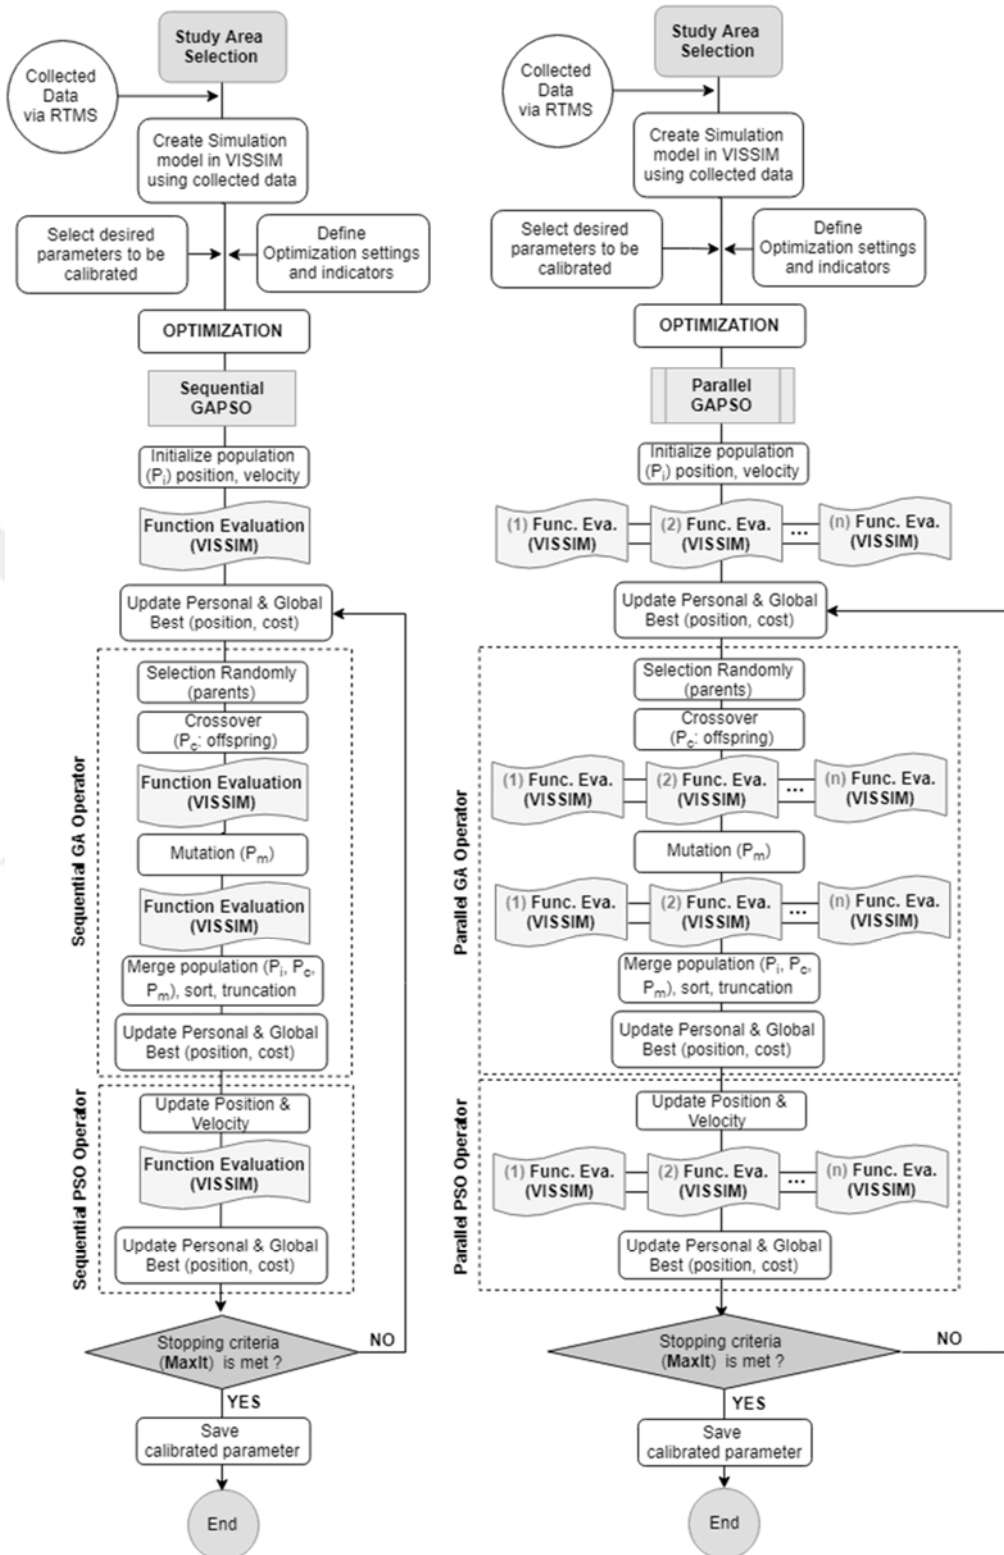 Study Area
Selection
Collected
Data
via RTMS
Create Simulation
model in VISSIM
using collected data
Select desired
parameters to be
calibrated
Define
Optimization settings
and indicators
OPTIMIZATION
Sequential
GAPSO
Initialize population
(Pi) position, velocity
Function Evaluation
(VISSIM)
Update Personal & Global
Best (position, cost)
Sequential GA Operator
Selection Randomly
(parents)
Crossover
(Pc: offspring)
Function Evaluation
(VISSIM)
Mutation (Pm)
Function Evaluation
(VISSIM)
Merge population (Pi, Pc,
Pm), sort, truncation
Update Personal & Global
Best (position, cost)
Sequential PSO Operator
Update Position &
Velocity
Function Evaluation
(VISSIM)
Update Personal & Global
Best (position, cost)
Stopping criteria
(MaxIt) is met ?
NO
YES
Save
calibrated parameter
End
Study Area
Selection
Collected
Data
via RTMS
Create Simulation
model in VISSIM
using collected data
Select desired
parameters to be
calibrated
Define
Optimization settings
and indicators
OPTIMIZATION
Parallel
GAPSO
Initialize population
(Pi) position, velocity
(1) Func. Eva.
(VISSIM)
(2) Func. Eva.
(VISSIM)
...
(n) Func. Eva.
(VISSIM)
Update Personal & Global
Best (position, cost)
Parallel GA Operator
Selection Randomly
(parents)
Crossover
(Pc: offspring)
(1) Func. Eva.
(VISSIM)
(2) Func. Eva.
(VISSIM)
...
(n) Func. Eva.
(VISSIM)
Mutation (Pm)
(1) Func. Eva.
(VISSIM)
(2) Func. Eva.
(VISSIM)
...
(n) Func. Eva.
(VISSIM)
Merge population (Pi, Pc,
Pm), sort, truncation
Update Personal & Global
Best (position, cost)
Parallel PSO Operator
Update Position &
Velocity
(1) Func. Eva.
(VISSIM)
(2) Func. Eva.
(VISSIM)
...
(n) Func. Eva.
(VISSIM)
Update Personal & Global
Best (position, cost)
Stopping criteria
(MaxIt) is met ?
NO
YES
Save
calibrated parameter
End